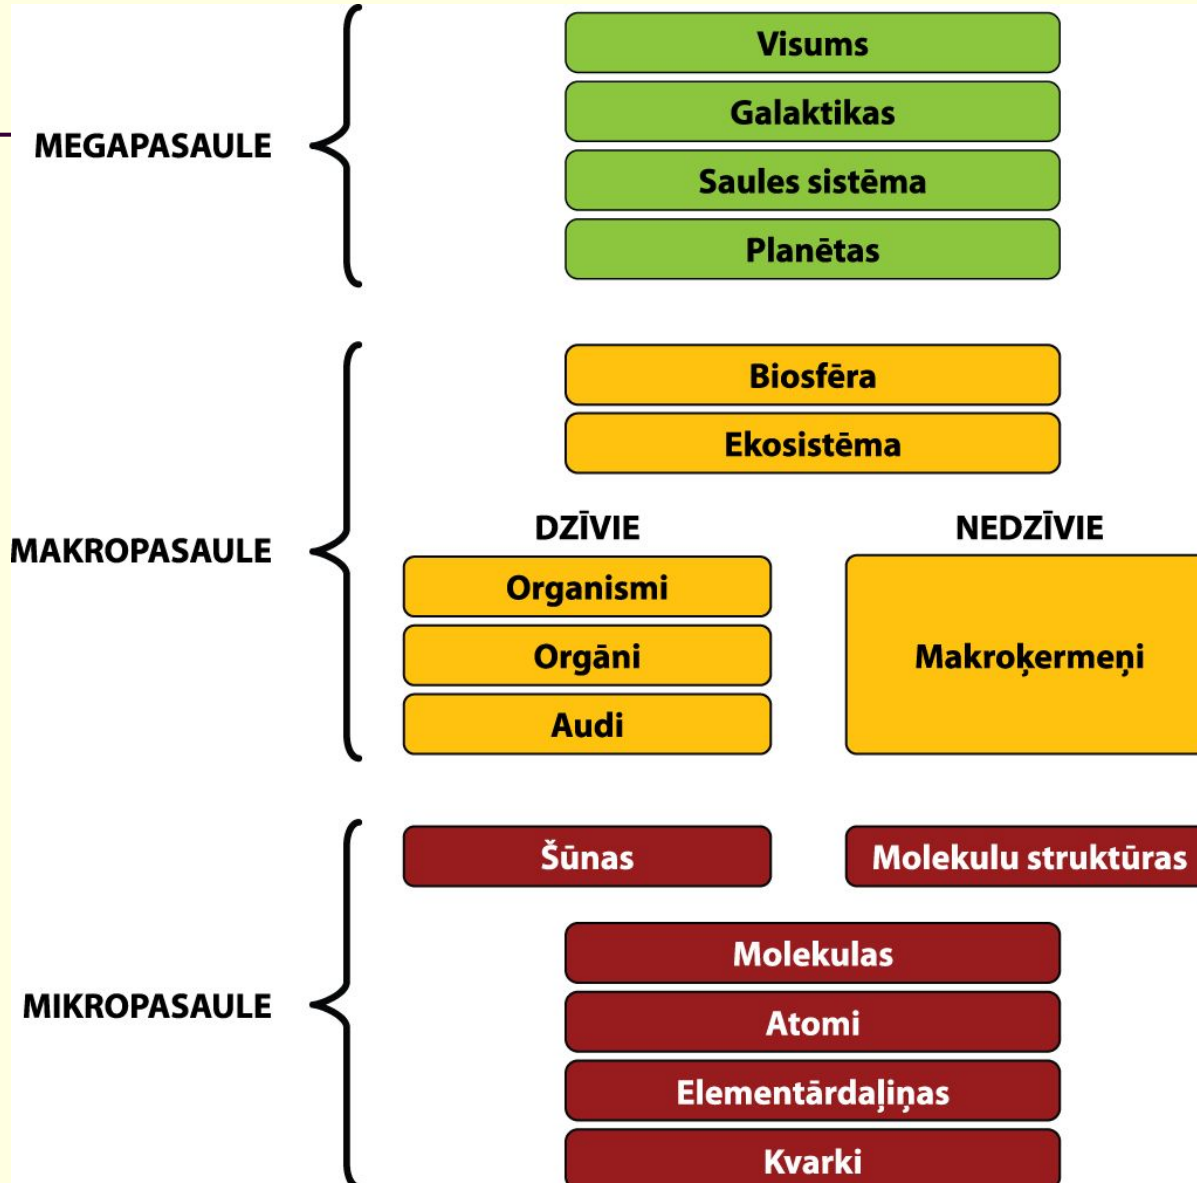 MEGAPASAULE
Visums
Galaktikas
Saules sistēma
Planētas
MAKROPASAULE
Biosfēra
Ekosistēma
DZĪVIE
NEDZĪVIE
Organismi
Orgāni
Audi
Makroķermeņi
MIKROPASAULE
Šūnas
Molekulu struktūras
Molekulas
Atomi
Elementārdaļiņas
Kvarki